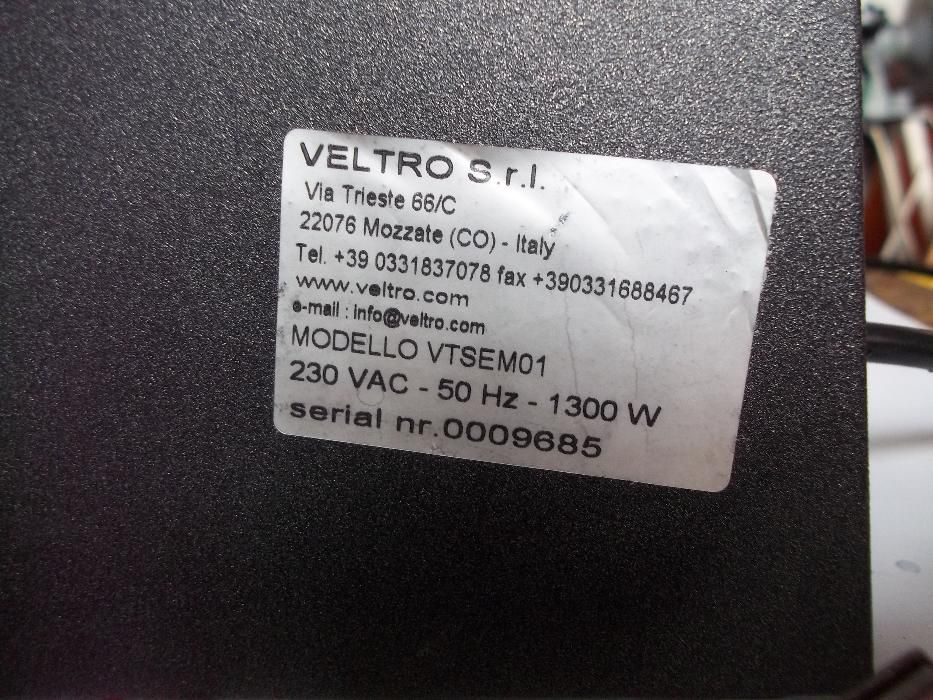 VELTRO S.r.l.
Via Trieste 66/C
22076 Mozzate (CO) - Italy
Tel. +39 0331837078 fax +390331688467
www.veltro.com
e-mail : info@veltro.com
MODELLO VTSEM01
230 VAC - 50 Hz - 1300 W
serial nr.0009685